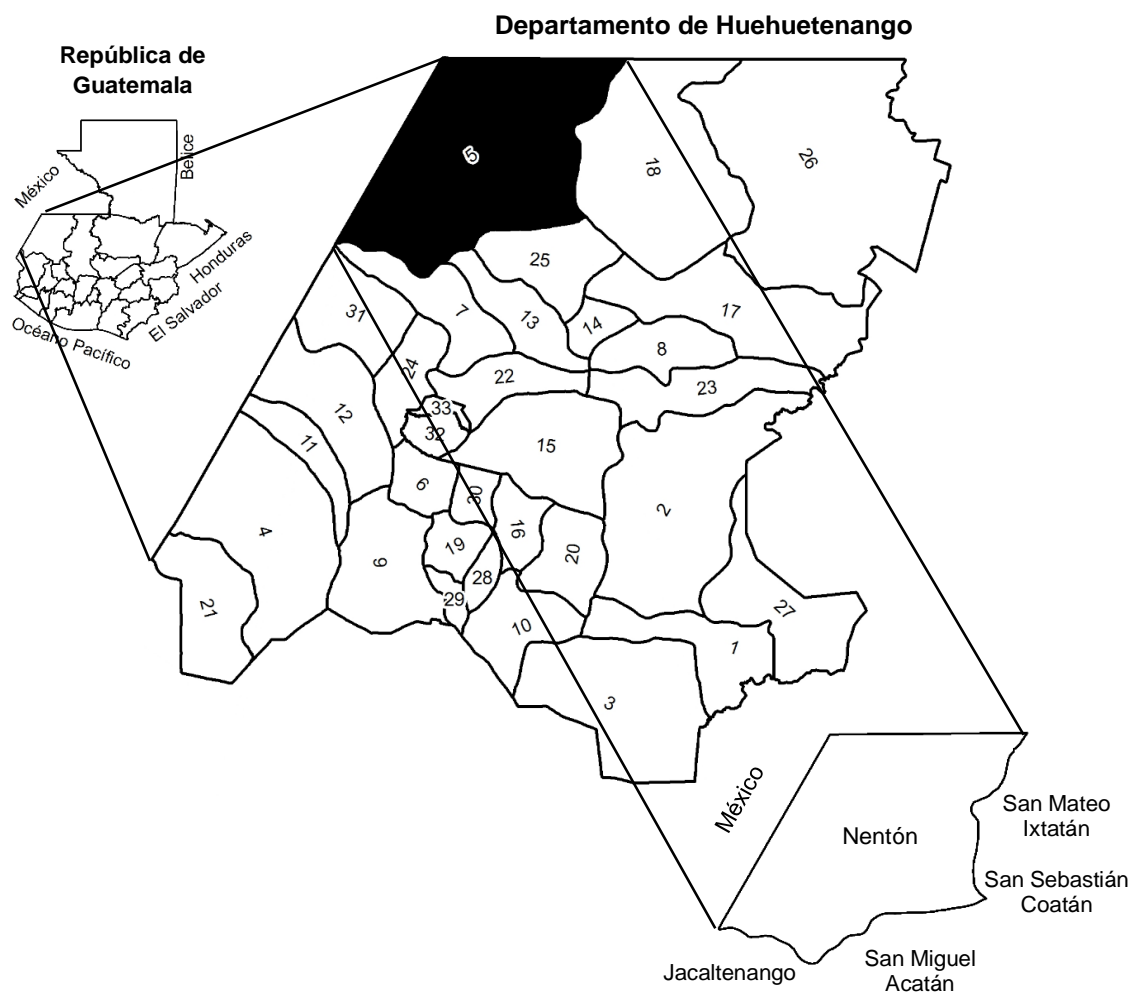 Departamento de Huehuetenango
República de
Guatemala
Belice
México
Honduras
El Salvador
Océano Pacífico
5
18
26
25
31
7
13
14
17
8
24
22
23
33
12
32
11
15
6
30
2
4
16
9
19
20
28
21
29
27
10
1
3
México
Nentón
San Mateo
Ixtatán
San Sebastián
Coatán
San Miguel
Acatán
Jacaltenango